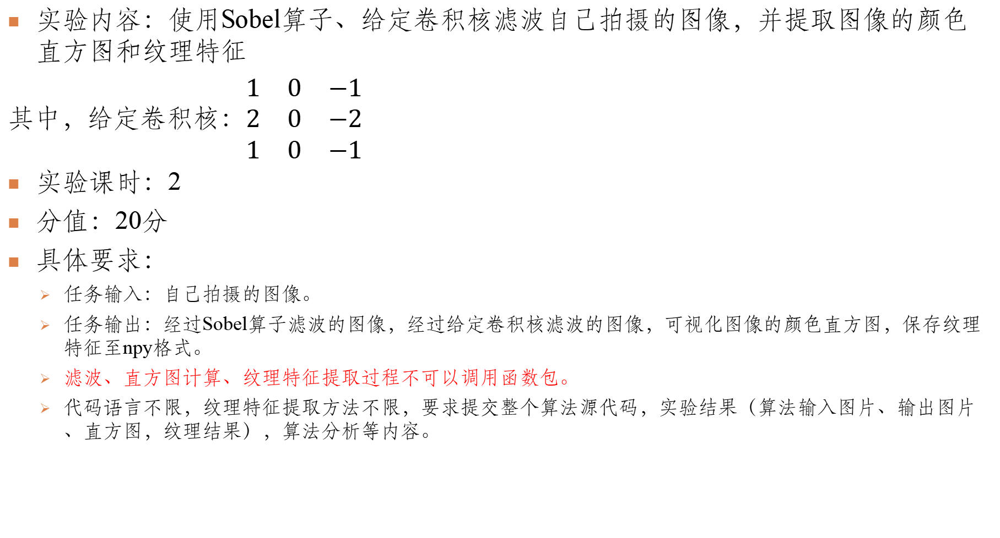 实验内容：使用Sobel算子、给定卷积核滤波自己拍摄的图像，并提取图像的颜色
直方图和纹理特征
1 0 −1
其中，给定卷积核：2 0 −2
1 0 −1
实验课时：2
分值：20分
具体要求：
任务输入：自己拍摄的图像。
任务输出：经过Sobel算子滤波的图像，经过给定卷积核滤波的图像，可视化图像的颜色直方图，保存纹理
特征至npy格式。
滤波、直方图计算、纹理特征提取过程不可以调用函数包。
代码语言不限，纹理特征提取方法不限，要求提交整个算法源代码，实验结果（算法输入图片、输出图片
、直方图，纹理结果），算法分析等内容。